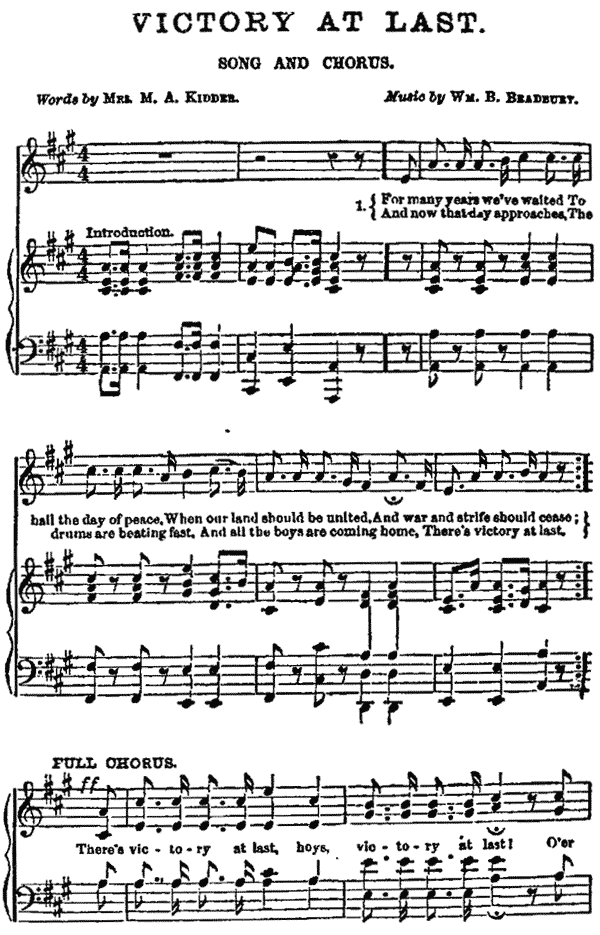 VICTORY AT LAST.
SONG AND CHORUS.
Words by MRS. M. A. KIDDER.
Music by WM. B. BRADBURY.
1. { For many years we've waited To
And now that day approaches, The
Introduction.
hail the day of peace, When our land should be united, And war and strife should cease; }
drums are beating fast, And all the boys are coming home, There's victory at last.
FULL CHORUS.
ff
There's vic - to - ry at last, boys, vic - to - ry at last! O'er